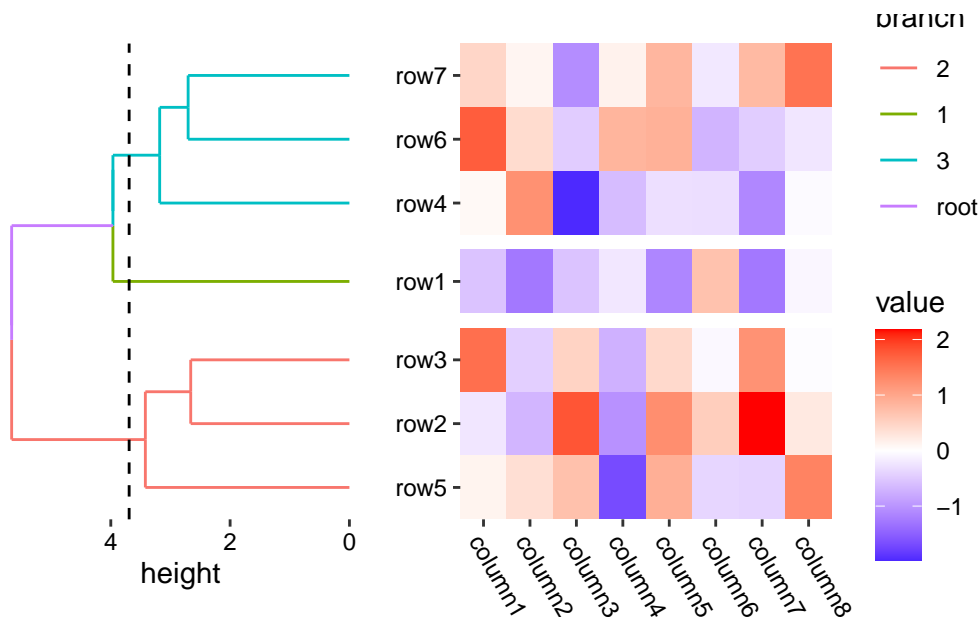 branch
2
1
3
root
row7
row6
row4
row1
row3
row2
row5
value
2
1
0
−1
4
2
0
height
column1
column2
column3
column4
column5
column6
column7
column8